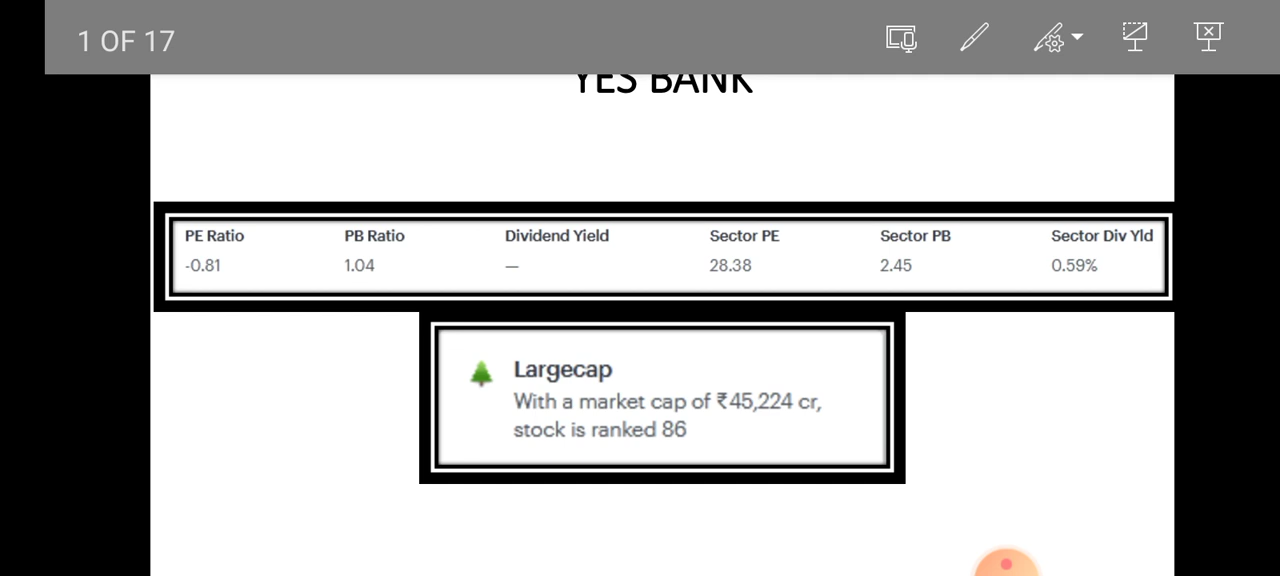 1 OF 17
YES BANK
PE Ratio PB Ratio Dividend Yield Sector PE Sector PB Sector Div Yld
-0.81 1.04 — 28.38 2.45 0.59%
Largecap
With a market cap of ₹45,224 cr,
stock is ranked 86